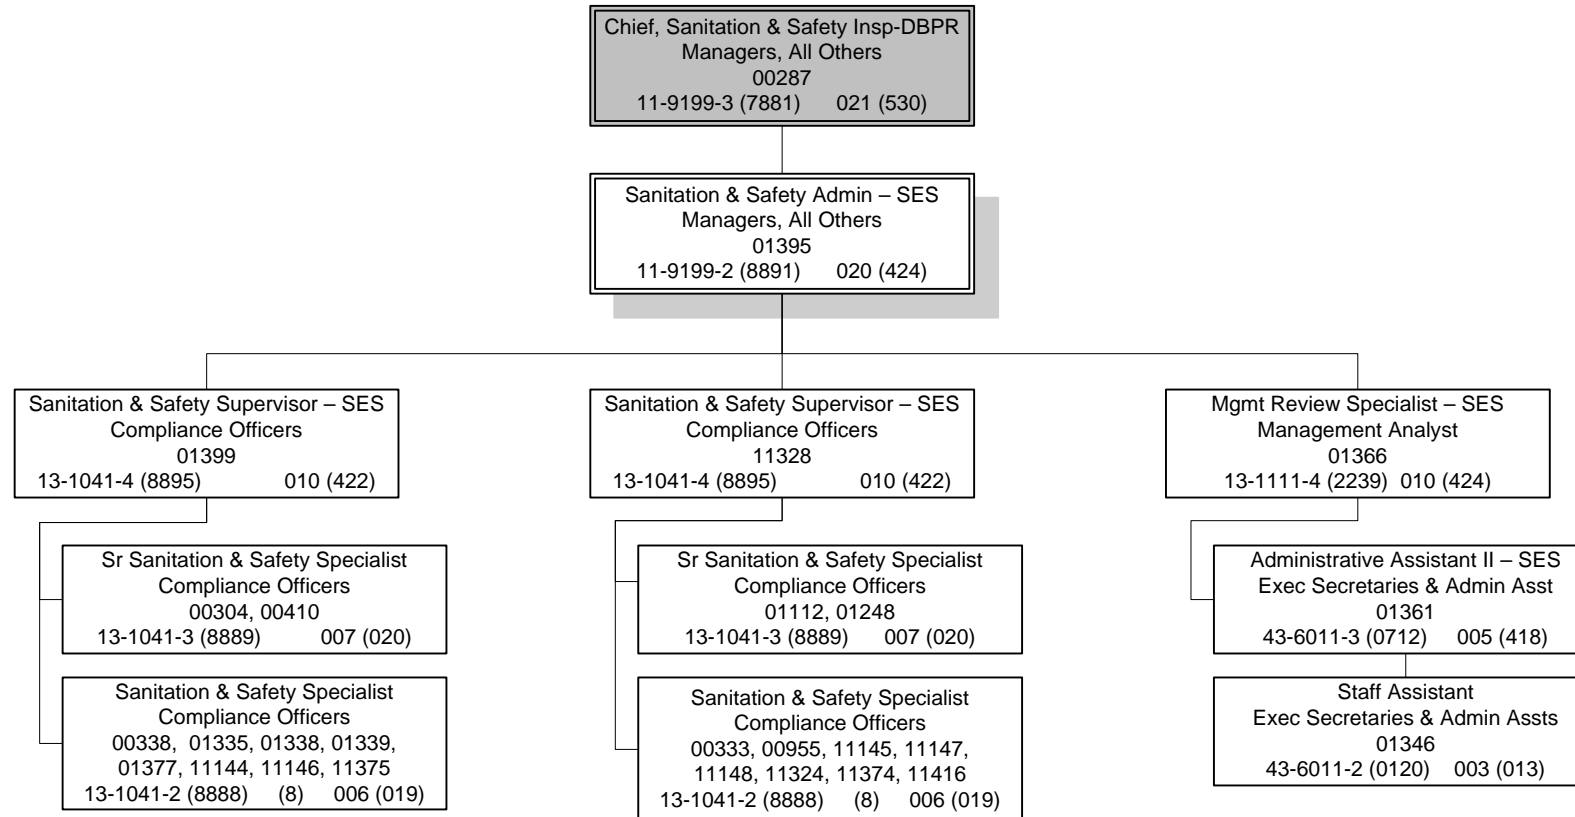 Chief, Sanitation & Safety Insp-DBPR
Managers, All Others
00287
11-9199-3 (7881) 021 (530)
Sanitation & Safety Admin – SES
Managers, All Others
01395
11-9199-2 (8891) 020 (424)
Sanitation & Safety Supervisor – SES
Compliance Officers
01399
13-1041-4 (8895) 010 (422)
Sr Sanitation & Safety Specialist
Compliance Officers
00304, 00410
13-1041-3 (8889) 007 (020)
Sanitation & Safety Specialist
Compliance Officers
00338, 01335, 01338, 01339,
01377, 11144, 11146, 11375
13-1041-2 (8888) (8) 006 (019)
Sanitation & Safety Supervisor – SES
Compliance Officers
11328
13-1041-4 (8895) 010 (422)
Sr Sanitation & Safety Specialist
Compliance Officers
01112, 01248
13-1041-3 (8889) 007 (020)
Sanitation & Safety Specialist
Compliance Officers
00333, 00955, 11145, 11147,
11148, 11324, 11374, 11416
13-1041-2 (8888) (8) 006 (019)
Mgmt Review Specialist – SES
Management Analyst
01366
13-1111-4 (2239) 010 (424)
Administrative Assistant II – SES
Exec Secretaries & Admin Asst
01361
43-6011-3 (0712) 005 (418)
Staff Assistant
Exec Secretaries & Admin Assts
01346
43-6011-2 (0120) 003 (013)